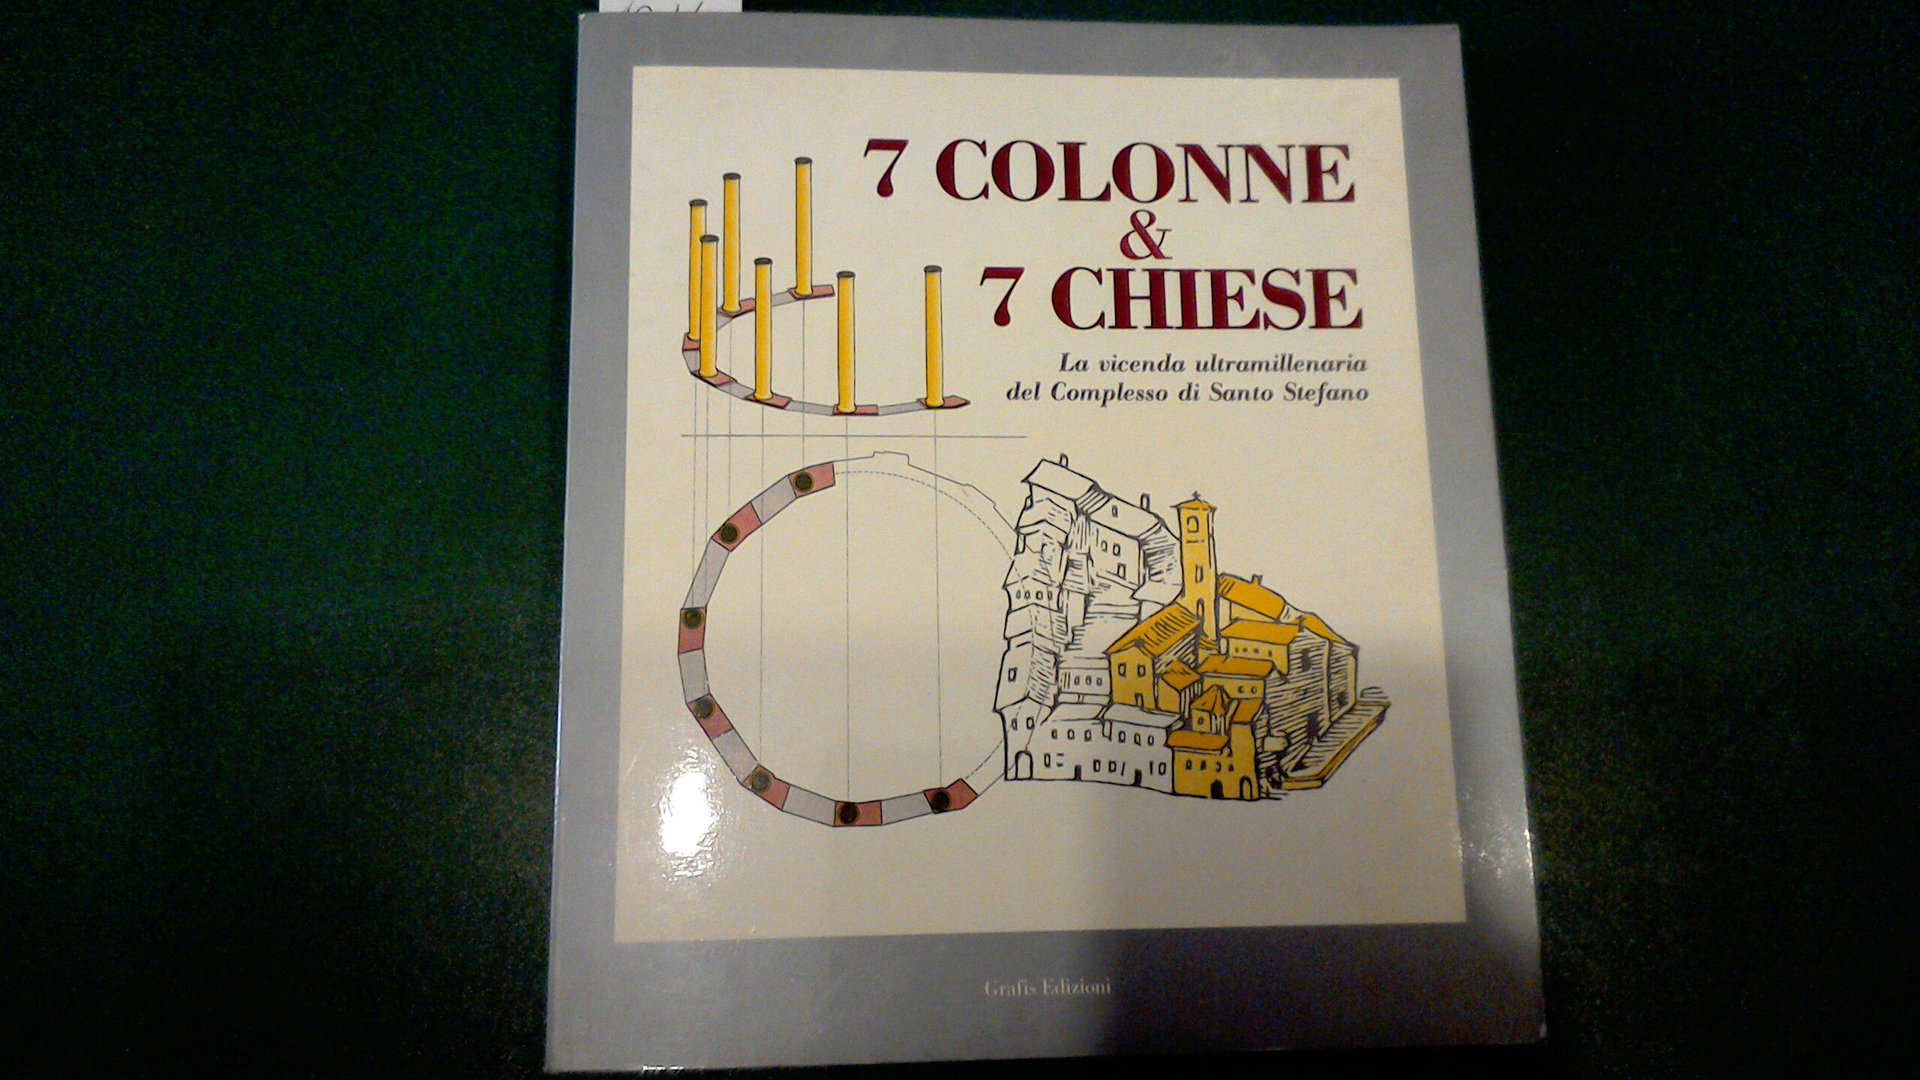 7 COLONNE
&
7 CHIESE
La vicenda ultramillenaria
del Complesso di Santo Stefano
Grafis Edizioni